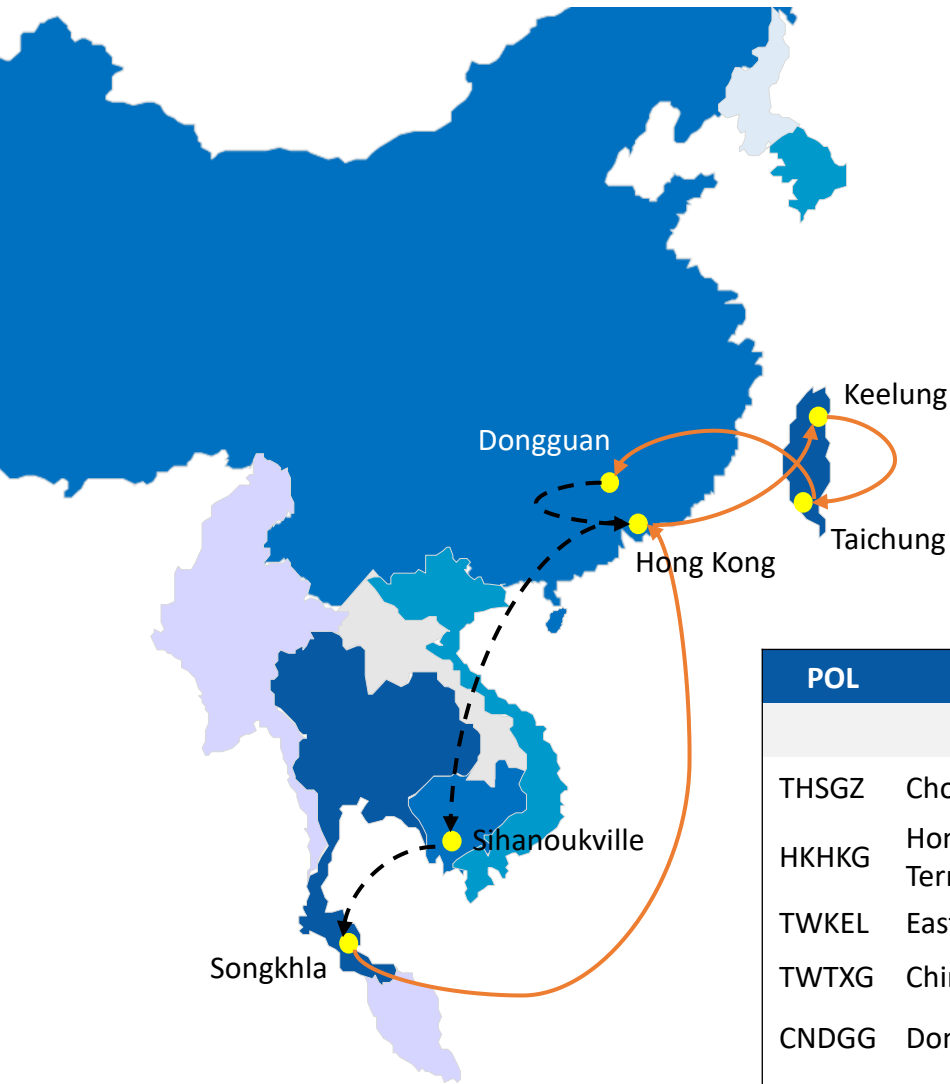 Keelung
Dongguan
Taichung
Hong Kong
Sihanoukville
Songkhla
POL
THSGZ
HKHKG
TWKEL
TWTXG
CNDGG